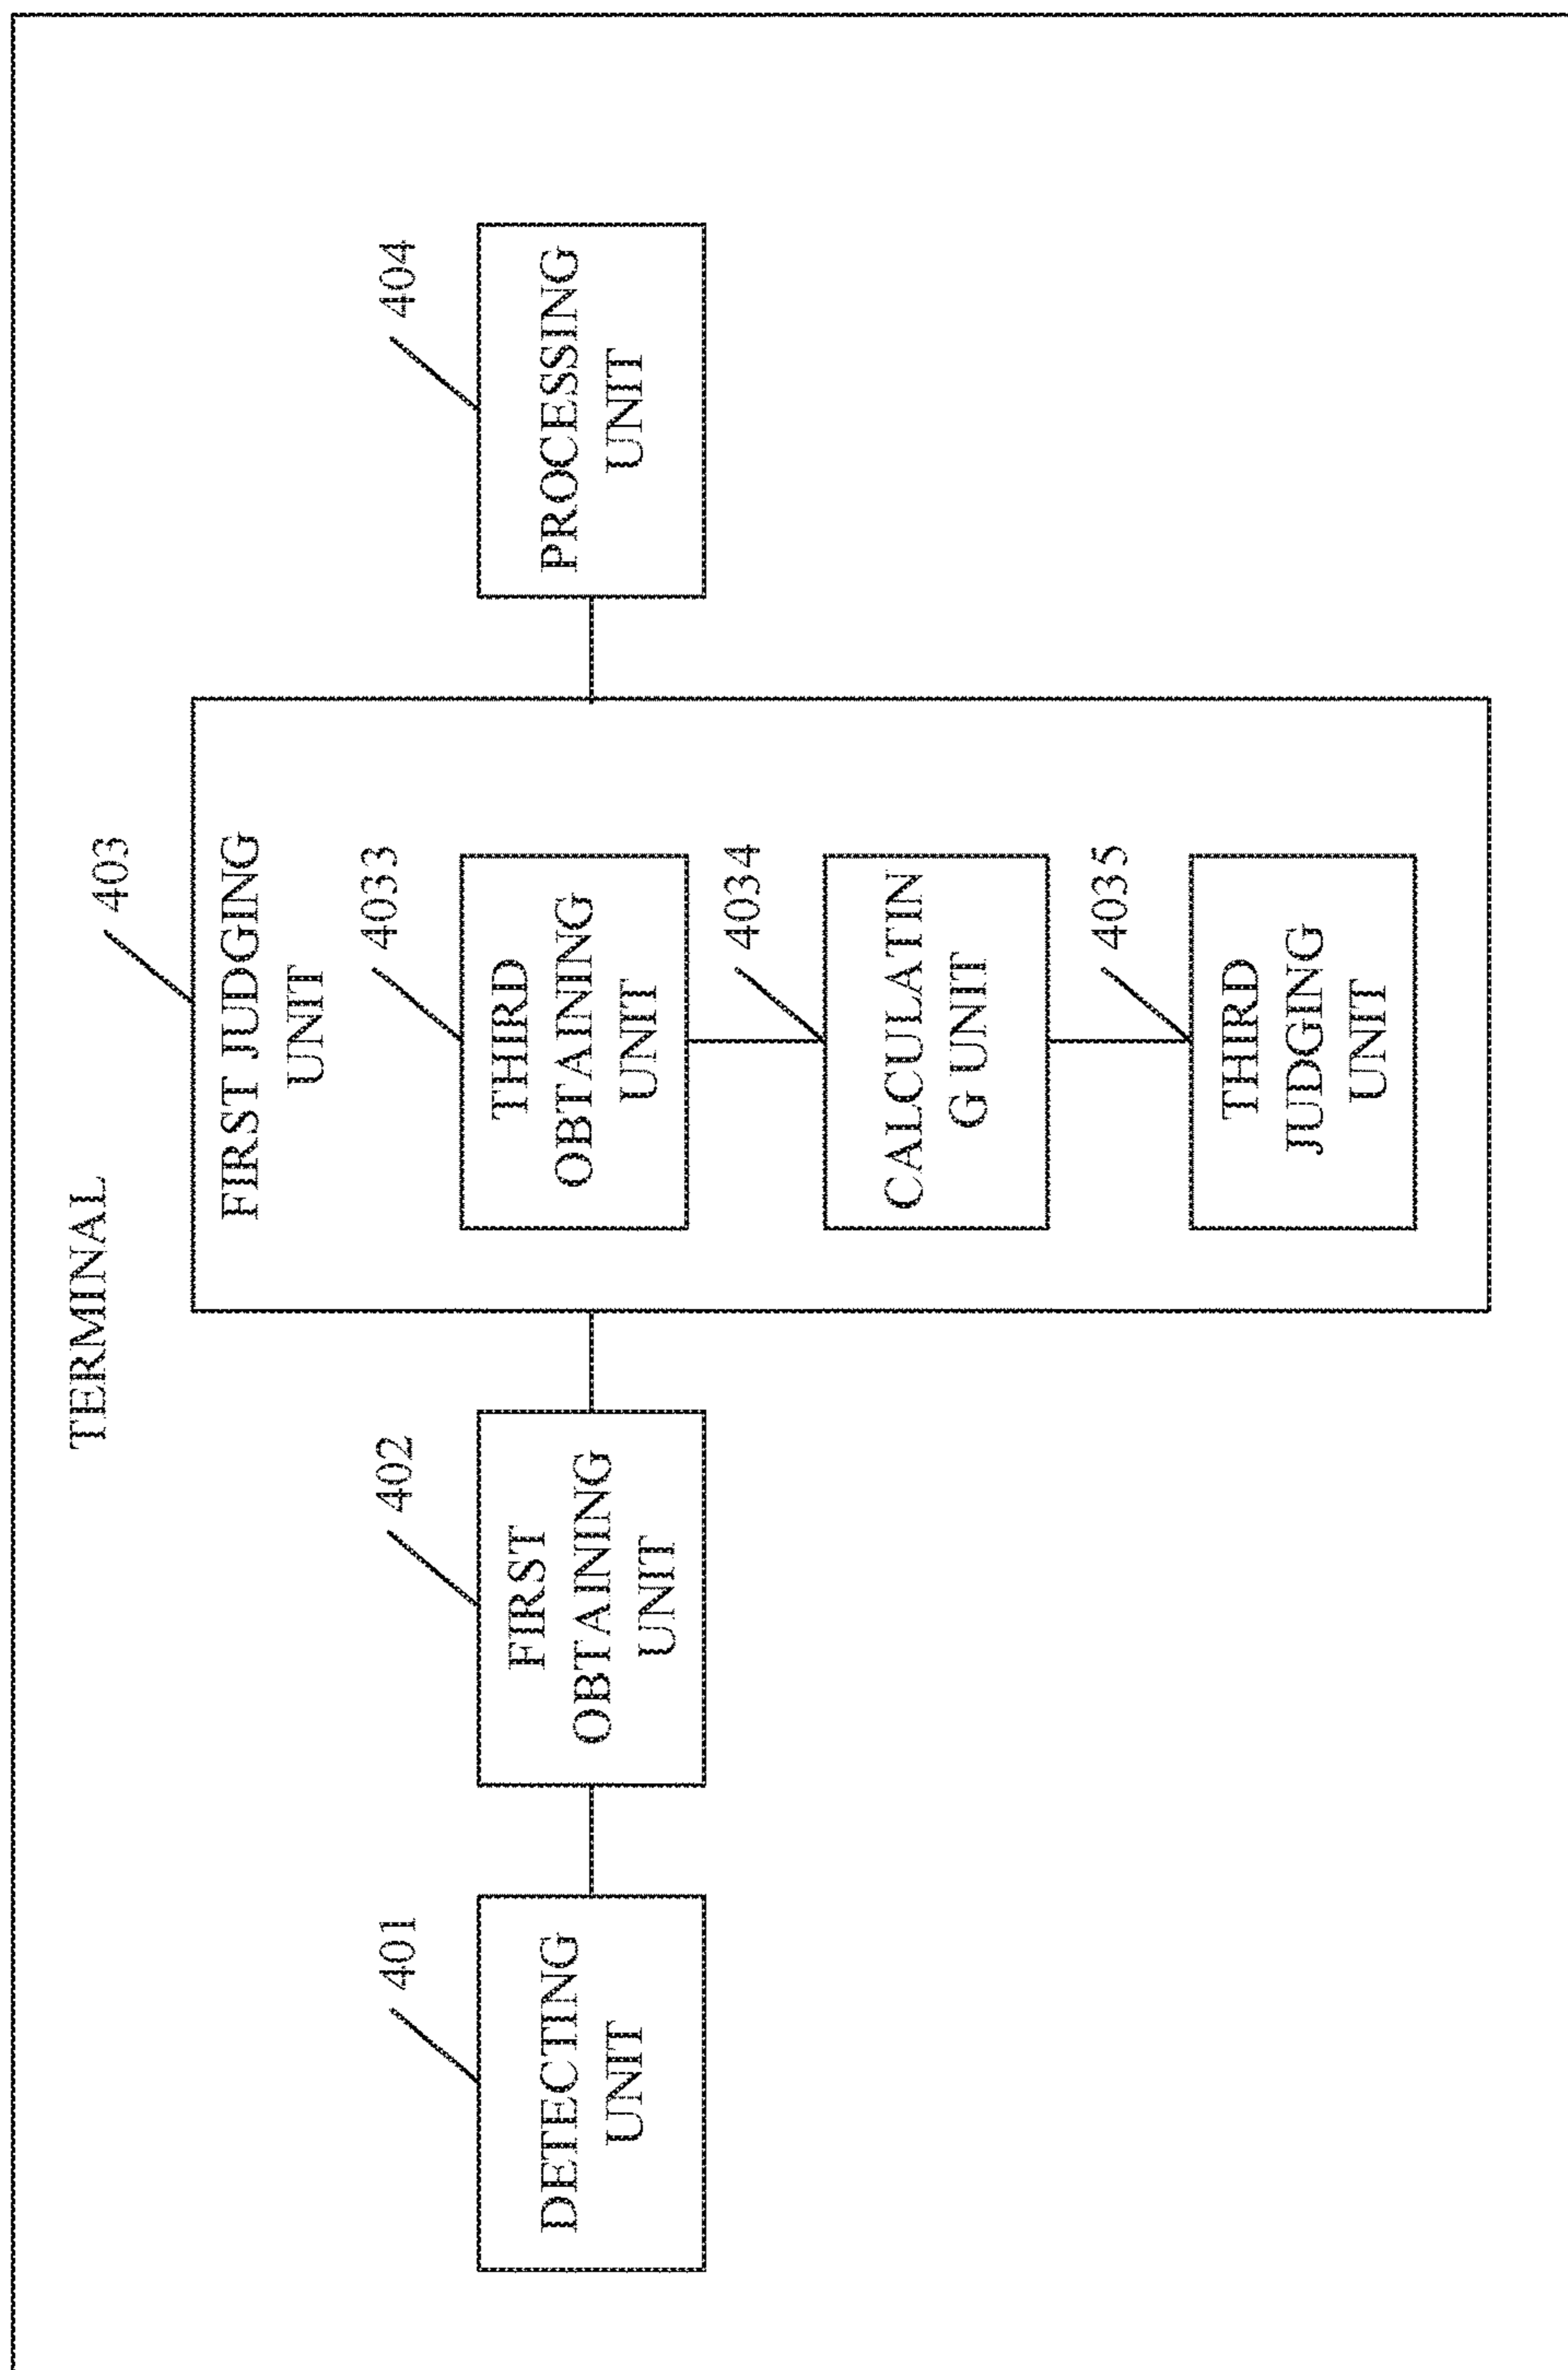 TERMINAL
401
DETECTING
UNIT
402
FIRST
OBTAINING
UNIT
403
FIRST JUDGING
UNIT
4033
THIRD
OBTAINING
UNIT
4034
CALCULATIN
G UNIT
4035
THIRD
JUDGING
UNIT
404
PROCESSING
UNIT